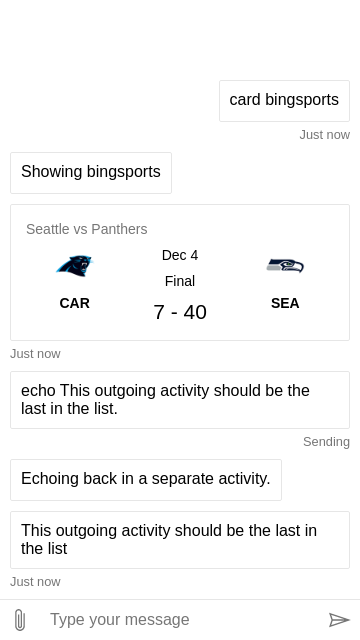 card bingsports
Just now
Showing bingsports
Seattle vs Panthers
Dec 4
Final
CAR
7 - 40
SEA
Just now
echo This outgoing activity should be the
last in the list.
Sending
Echoing back in a separate activity.
This outgoing activity should be the last in
the list
Just now
Type your message